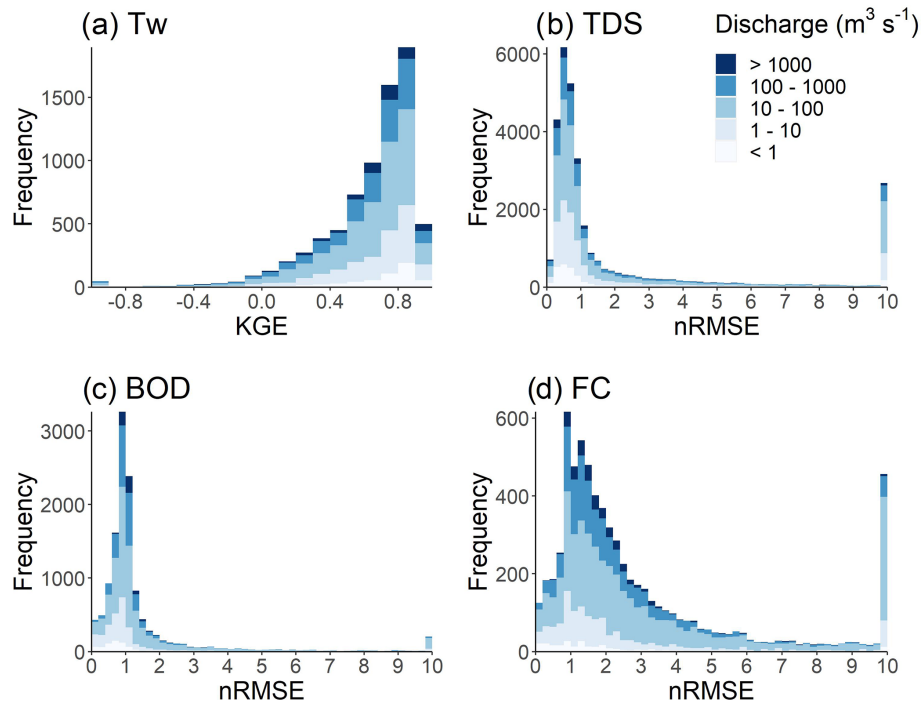 (a) Tw
Frequency
1500
1000
500
0
-0.8 -0.4 0.0 0.4 0.8
KGE
(b) TDS
Frequency
6000
4000
2000
0
0 1 2 3 4 5 6 7 8 9 10
nRMSE
Discharge (m³ s⁻¹)
> 1000
100 - 1000
10 - 100
1 - 10
< 1
(c) BOD
Frequency
3000
2000
1000
0
0 1 2 3 4 5 6 7 8 9 10
nRMSE
(d) FC
Frequency
600
400
200
0
0 1 2 3 4 5 6 7 8 9 10
nRMSE